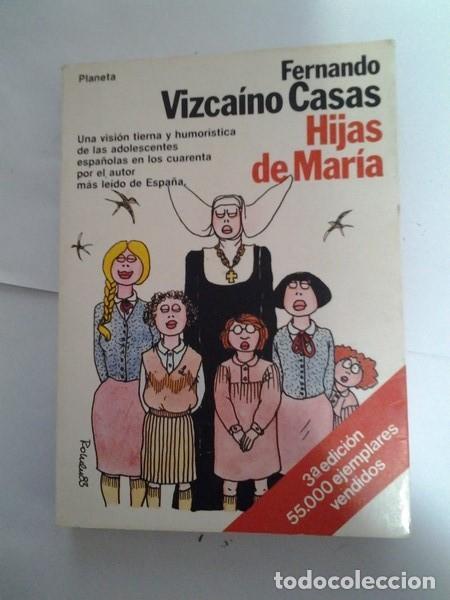 Planeta
Fernando
Vizcaíno Casas
Hijas
de María
Una visión tierna y humorística
de las adolescentes
españolas en los cuarenta
por el autor
más leído de España.
3ª edición
55.000 ejemplares
vendidos
todocoleccion